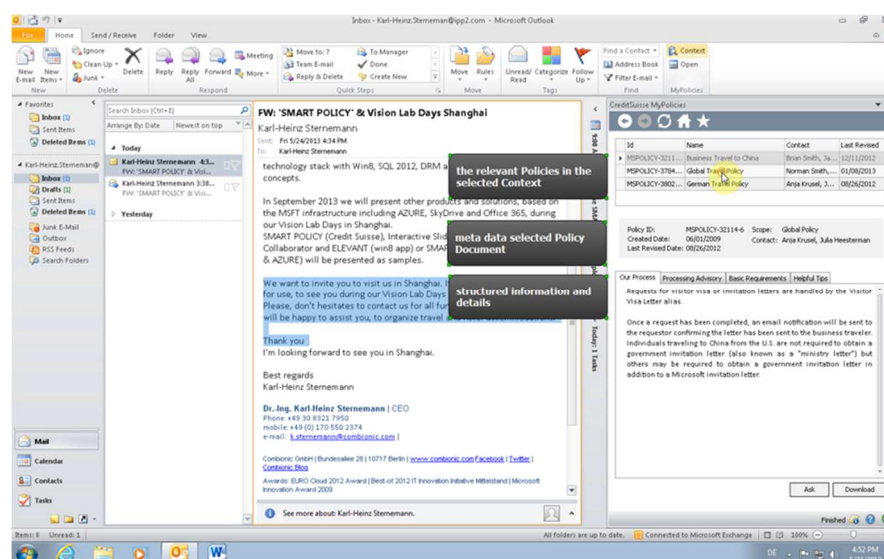 Inbox - Karl-Heinz.Sterneman@ipp2.com - Microsoft Outlook
File Home Send / Receive Folder View
New E-mail
New Items
Ignore
Clean Up
Junk
Delete
Reply
Reply All
Forward
Meeting
More
Move to: ?
Team E-mail
Reply & Delete
To Manager
Done
Create New
Move
Rules
Unread/ Read
Categorize
Follow Up
Find a Contact
Address Book
Filter E-mail
Context
Open
New Delete Respond Quick Steps Move Tags Find MyPolicies
Favorites
Inbox (1)
Sent Items
Deleted Items (1)
Karl-Heinz.Sterneman@
Inbox (1)
Drafts (1)
Sent Items
Deleted Items (1)
Junk E-Mail
Outbox
RSS Feeds
Search Folders
Mail
Calendar
Contacts
Tasks
Search Inbox (Ctrl+E)
Arrange By: Date Newest on top
Today
Karl-Heinz Sternemann 4:3...
FW: 'SMART POLICY' & Visi...
Karl-Heinz Sternemann 3:38...
FW: 'SMART POLICY' & Visi...
Yesterday
FW: 'SMART POLICY' & Vision Lab Days Shanghai
Karl-Heinz Sternemann
Sent: Fri 5/24/2013 4:34 PM
To: Karl-Heinz Sternemann
technology stack with Win8, SQL 2012, DRM a
concepts.
In September 2013 we will present other products and solutions, based on
the MSFT infrastructure including AZURE, SkyDrive and Office 365, during
our Vision Lab Days in Shanghai.
SMART POLICY (Credit Suisse), Interactive Slid
Collaborator and ELEVANT (win8 app) or SMAR
& AZURE) will be presented as samples.
We want to invite you to visit us in Shanghai. I
for use, to see you during our Vision Lab Days
Please, don't hesitates to contact us for all fur
will be happy to assist you, to organize travel
Thank you
I'm looking forward to see you in Shanghai.
Best regards
Karl-Heinz Sternemann
Dr.-Ing. Karl-Heinz Sternemann | CEO
Phone: +49 30 8321 7950
mobile: +49 (0) 170 550 2374
e-mail: k.sternemann@combionic.com |
Combionic GmbH | Bundesallee 28 | 10717 Berlin | www.combionic.com Facebook | Twitter |
Combionic Blog
Awards: EURO Cloud 2012 Award | Best-of 2012 IT Innovation Initiative Mittelstand | Microsoft
Innovation Award 2009
See more about: Karl-Heinz Sternemann.
the relevant Policies in the
selected Context
meta data selected Policy
Document
structured information and
details
Today: 1 Tasks
CreditSuisse MyPolicies
Id Name Contact Last Revised
MSPOLICY-3211... Business Travel to China Brian Smith, Ja... 12/11/2012
MSPOLICY-3784... Global Travel Policy Norman Smith,... 01/08/2013
MSPOLICY-3802... German Travel Policy Anja Krusel, J... 08/26/2012
Policy ID: MSPOLICY-32114-6 Scope: Global Policy
Created Date: 06/01/2009 Contact: Anja Krusel, Julia Heesterman
Last Revised Date: 08/26/2012
Our Process Processing Advisory Basic Requirements Helpful Tips
Requests for visitor visa or invitation letters are handled by the Visitor
Visa Letter alias.
Once a request has been completed, an email notification will be sent to
the requestor confirming the letter has been sent to the business traveler.
Individuals traveling to China from the U.S. are not required to obtain a
government invitation letter (also known as a "ministry letter") but
others may be required to obtain a government invitation letter in
addition to a Microsoft invitation letter.
Ask Download
Finished
Items: 8 Unread: 1 All folders are up to date. Connected to Microsoft Exchange 100%
DE 4:52 PM